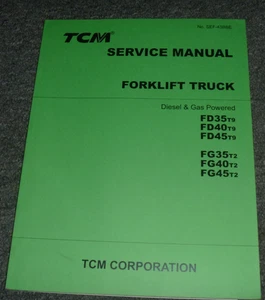 TCM
SERVICE MANUAL
FORKLIFT TRUCK
Diesel & Gas Powered
FD35T9
FD40T9
FD45T9
FG35T2
FG40T2
FG45T2
TCM CORPORATION